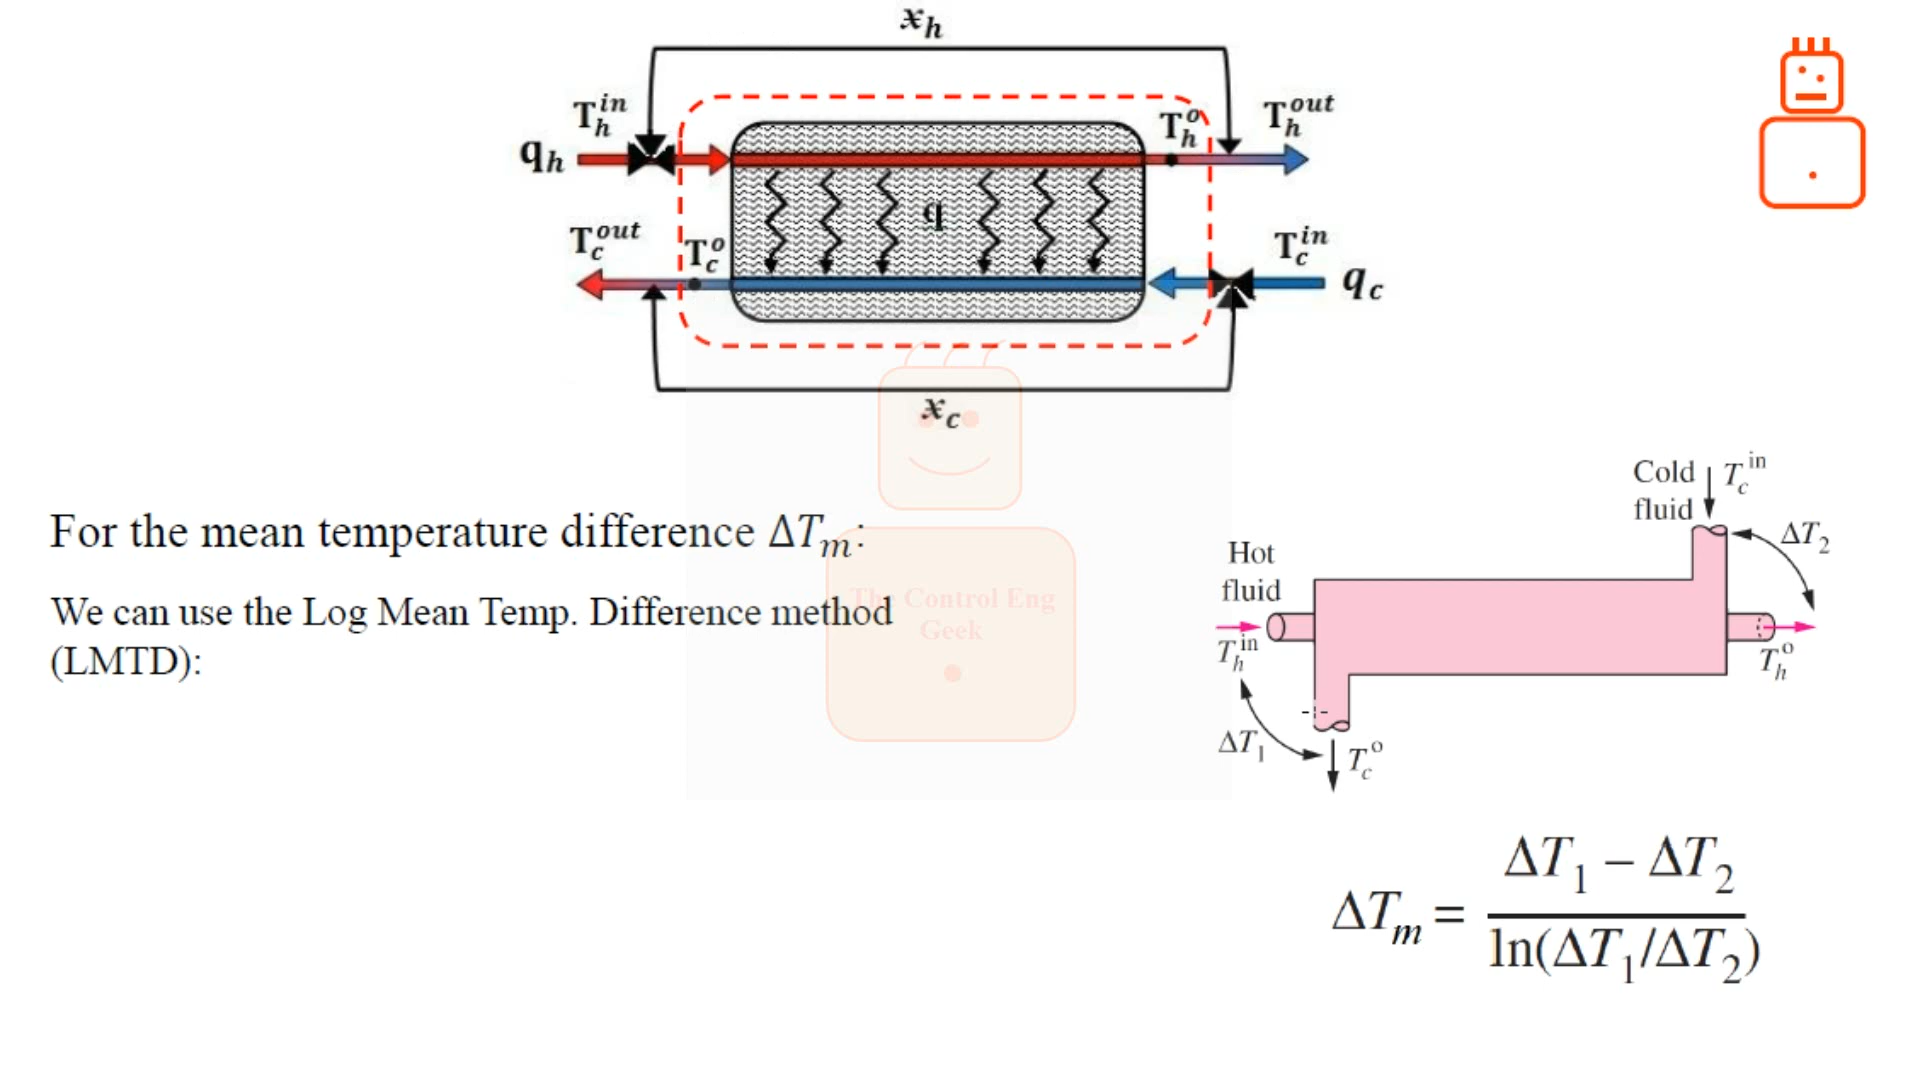 x_h
T_h^in
T_h^o
T_h^out
q_h
q
T_c^out
T_c^o
T_c^in
q_c
x_c
For the mean temperature difference ΔT_m:
We can use the Log Mean Temp. Difference method
(LMTD):
The Control Eng
Geek
Cold
fluid
T_c^in
ΔT_2
Hot
fluid
T_h^in
T_h^o
ΔT_1
T_c^o
ΔT_m = (ΔT_1 − ΔT_2) / ln(ΔT_1/ΔT_2)